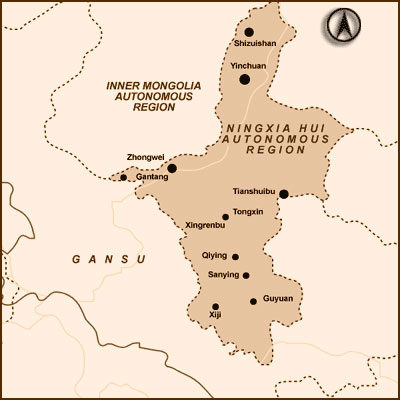 Shizuishan
Yinchuan
INNER MONGOLIA
AUTONOMOUS
REGION
NINGXIA HUI
AUTONOMOUS
REGION
Zhongwei
Gantang
Tianshuibu
Tongxin
Xingrenbu
GANSU
Qiying
Sanying
Guyuan
Xiji